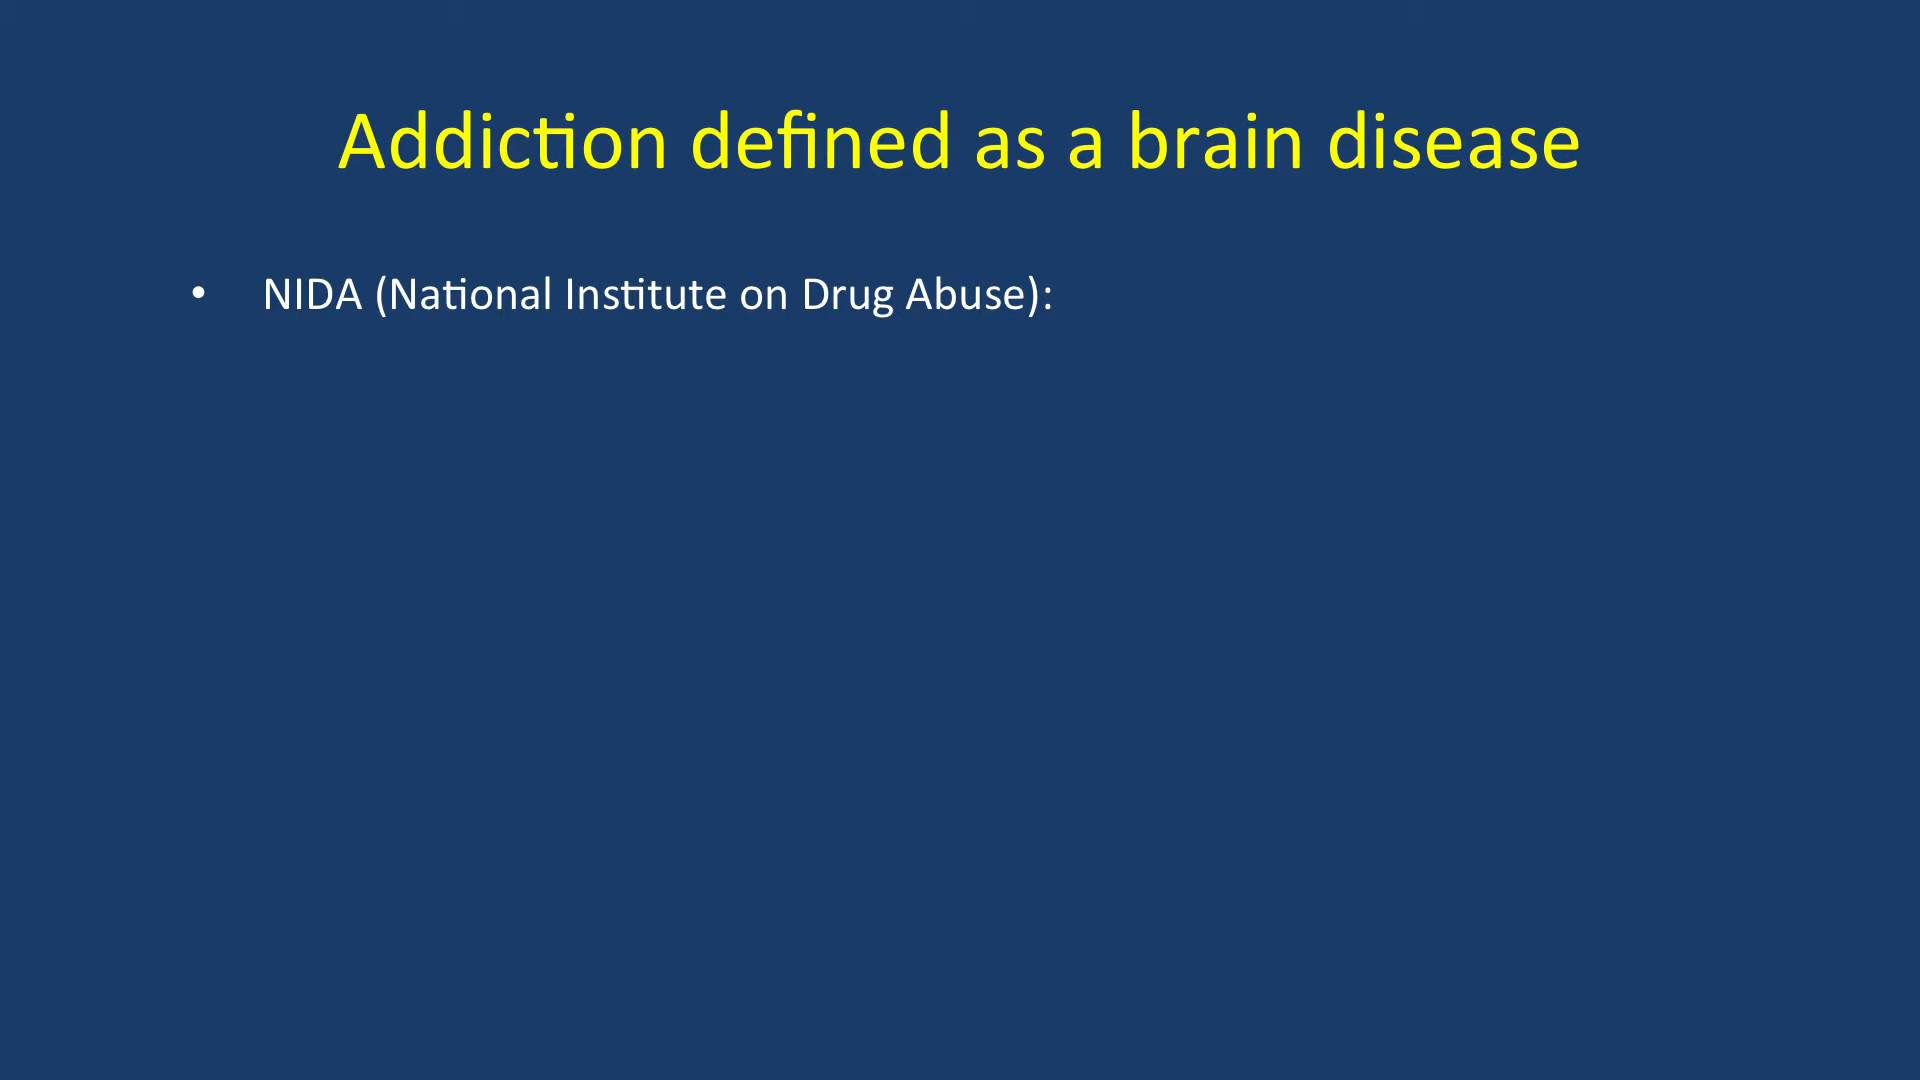 Addiction defined as a brain disease
• NIDA (National Institute on Drug Abuse):